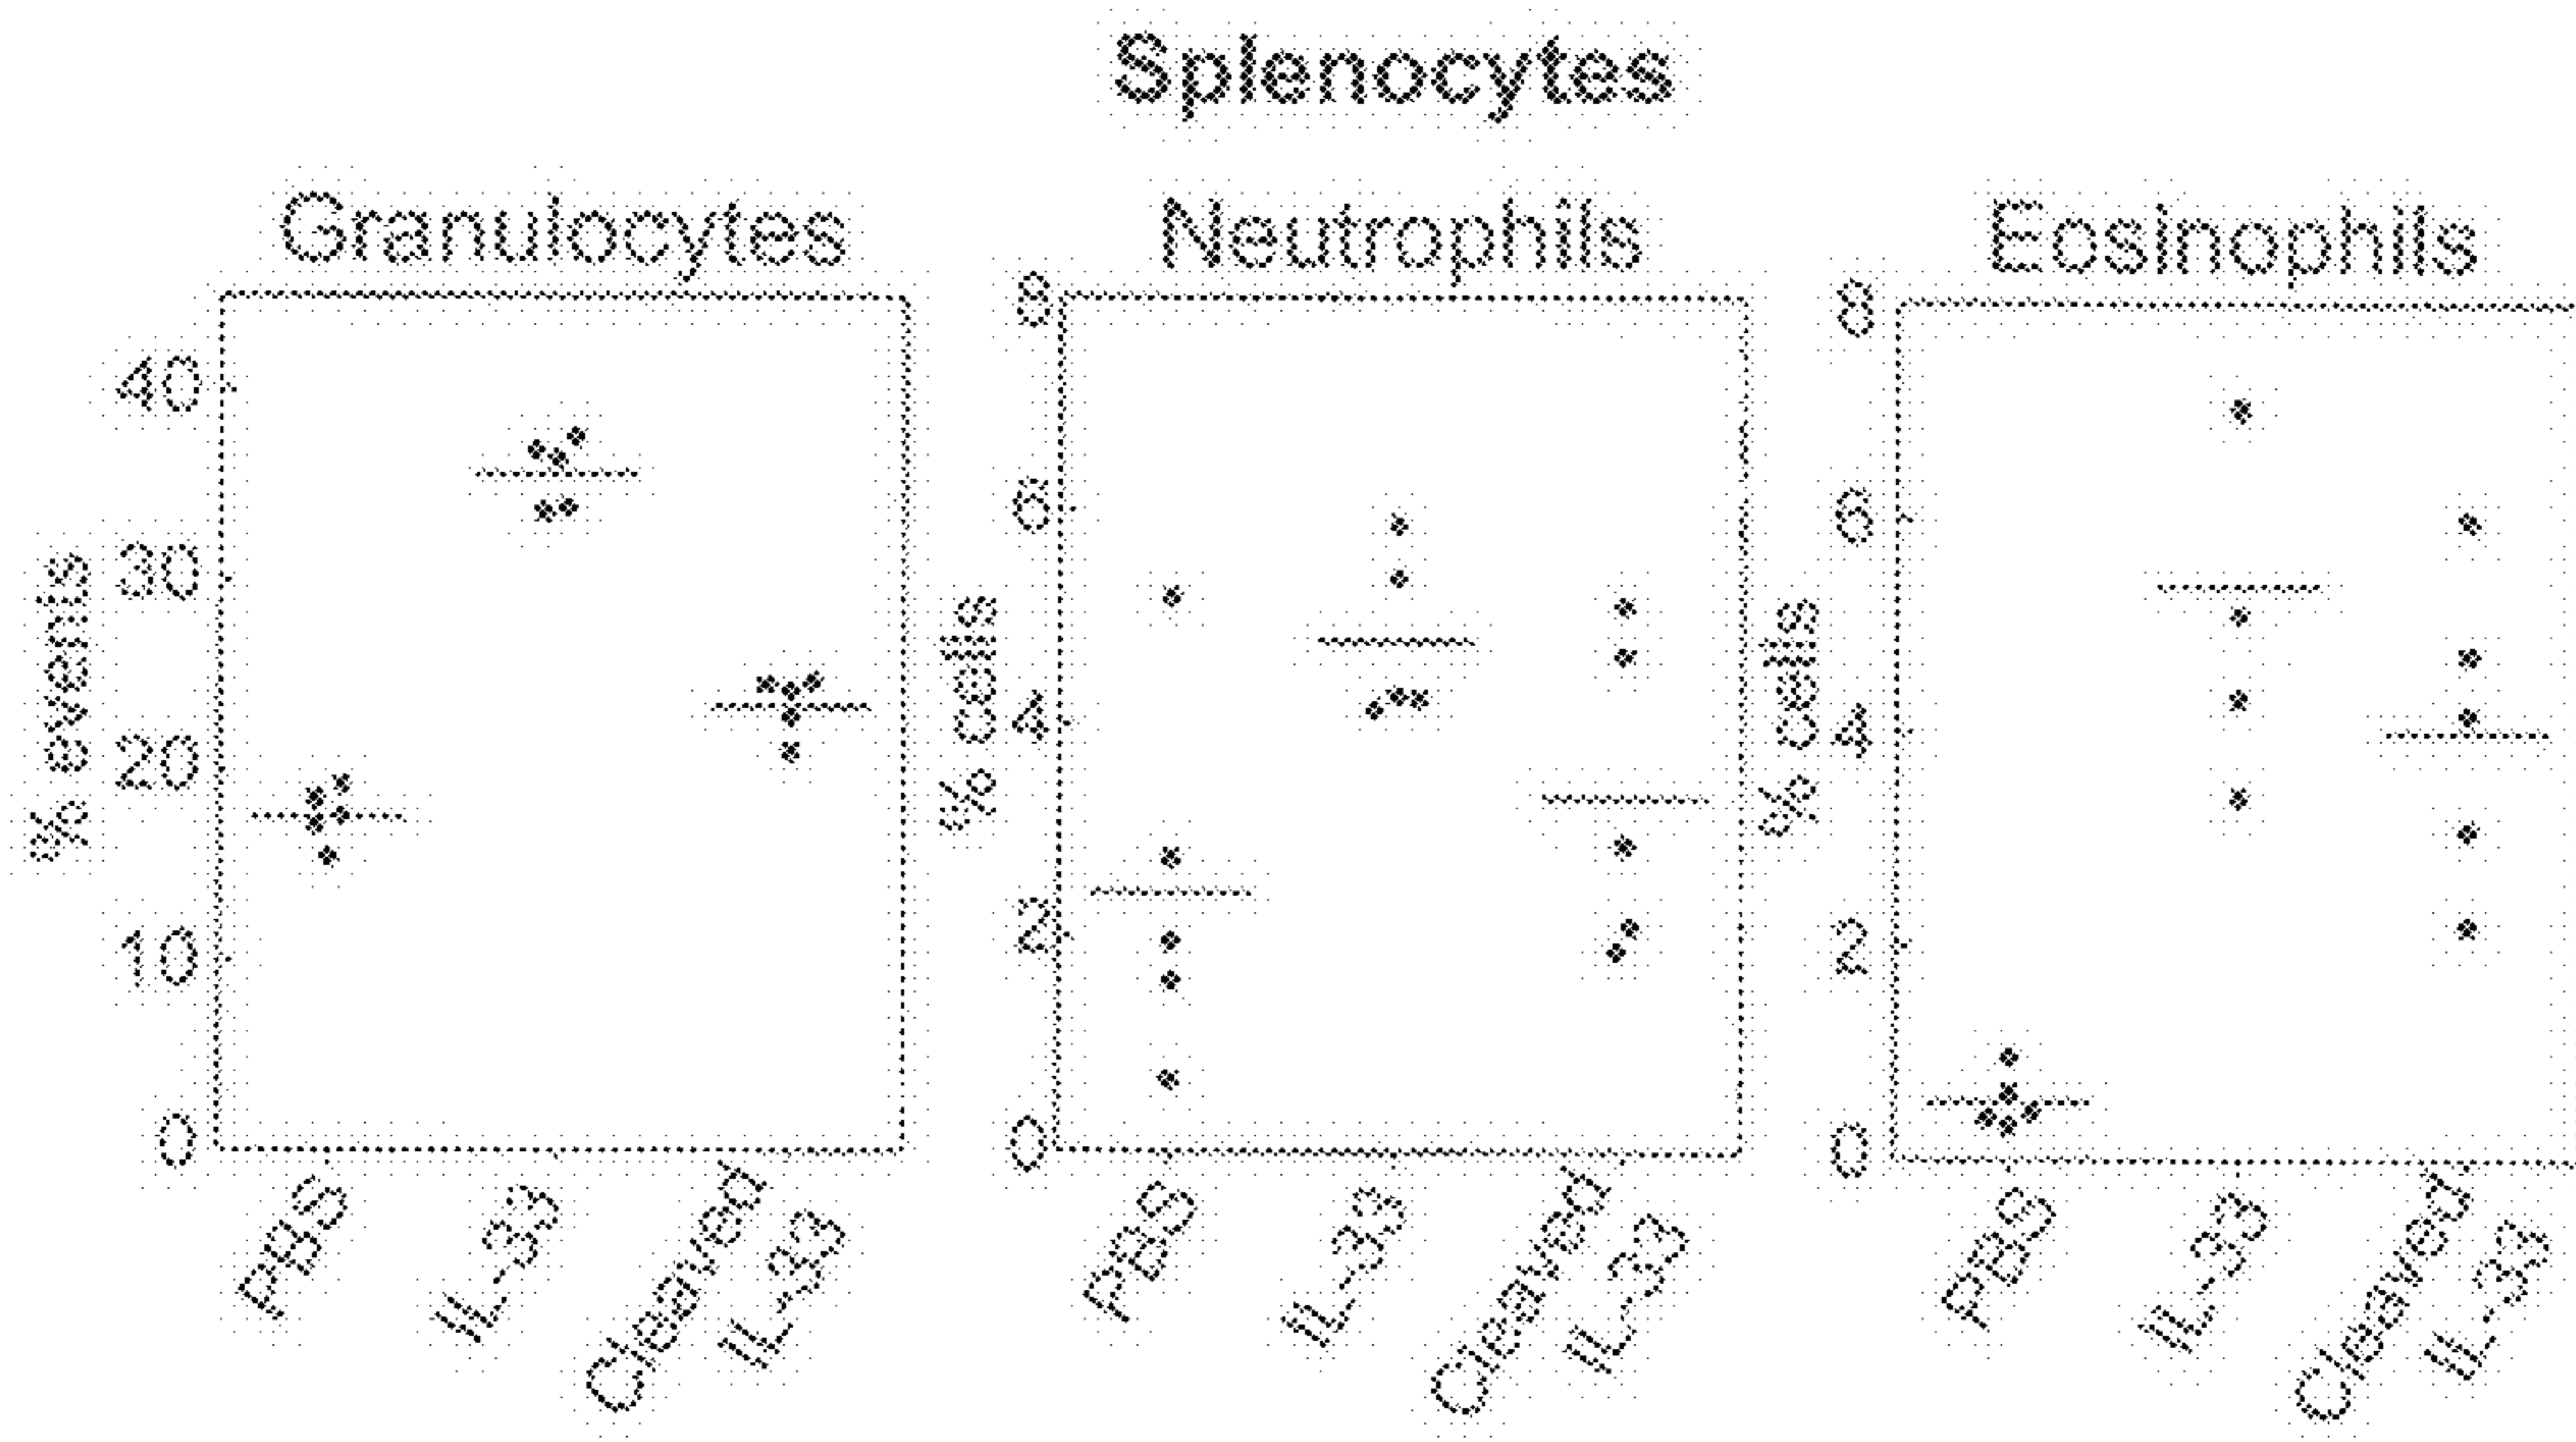 Splenocytes
Granulocytes
% events
40
30
20
10
0
PBS
IL-33
Cleaved
IL-33
Neutrophils
% cells
8
6
4
2
0
PBS
IL-33
Cleaved
IL-33
Eosinophils
% cells
8
6
4
2
0
PBS
IL-33
Cleaved
IL-33